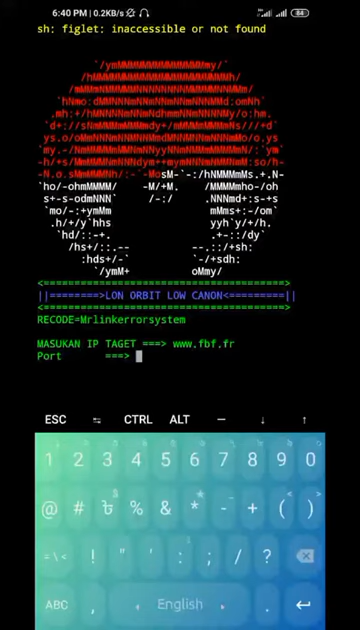 6:40 PM | 0.2KB/s
84
sh: figlet: inaccessible or not found
||========>LON ORBIT LOW CANON<========||
RECODE=Mrlinkerrorsystem
MASUKAN IP TAGET ===> www.fbf.fr
Port ===>
ESC CTRL ALT — ↓ ↑
1 2 3 4 5 6 7 8 9 0
@ # ৳ % & * - + ( )
=\< ! " ' : ; / ?
ABC , English .